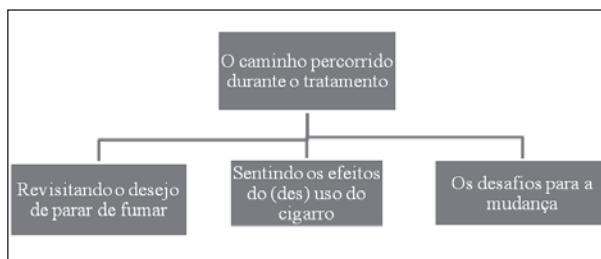 O caminho percorrido
durante o tratamento
Revisitando o desejo
de parar de fumar
Sentindo os efeitos
do (des) uso do
cigarro
Os desafios para a
mudança